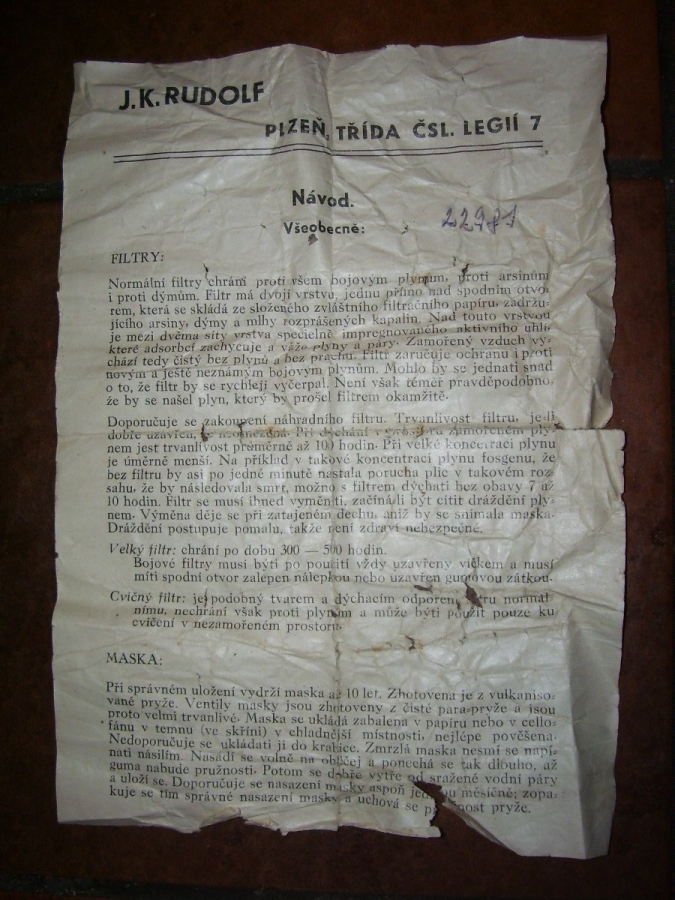 J.K.RUDOLF
PLZEŇ, TŘÍDA ČSL. LEGIÍ 7
Návod.
Všeobecně:
22981
FILTRY:
Normální filtry chrání proti všem bojovým plynům, proti arsinům
i proti dýmům. Filtr má dvojí vrstvu, jednu přímo nad spodním otvo-
rem, která se skládá ze složeného zvláštního filtračního papíru, zadržu-
jícího arsiny, dýmy a mlhy rozprášených kapalin. Nad touto vrstvou
je mezi dvěma síty vrstva specielně impregnovaného aktivního uhlí,
které adsorbcí zachycuje a váže plyny a páry. Zamořený vzduch vy-
chází tedy čistý bez plynů a bez prachu. Filtr zaručuje ochranu i proti
novým a ještě neznámým bojovým plynům. Mohlo by se jednati snad
o to, že filtr by se rychleji vyčerpal. Není však téměř pravděpodobno,
že by se našel plyn, který by prošel filtrem okamžitě.
Doporučuje se zakoupení náhradního filtru. Trvanlivost filtru, je-li
dobře uzavřen, je neomezená. Při dýchání v zamořeném ply-
nem jest trvanlivost průměrně až 100 hodin. Při velké koncentraci plynu
je úměrně menší. Na příklad v takové koncentraci plynu fosgenu, že
bez filtru by asi po jedné minutě nastala porucha plic v takovém roz-
sahu, že by následovala smrt, možno s filtrem dýchati bez obavy 7 až
10 hodin. Filtr se musí ihned vyměniti, začíná-li být cítit dráždění ply-
nem. Výměna děje se při zatajeném dechu, aniž by se snímala maska.
Dráždění postupuje pomalu, takže není zdraví nebezpečné.
Velký filtr: chrání po dobu 300 — 500 hodin.
Bojové filtry musí býti po použití vždy uzavřeny víčkem a musí
míti spodní otvor zalepen nálepkou nebo uzavřen gumovou zátkou.
Cvičný filtr: je podobný tvarem a dýchacím odporem filtru normál-
nímu, nechrání však proti plynům a může býti použit pouze ku
cvičení v nezamořeném prostoru.
MASKA:
Při správném uložení vydrží maska až 10 let. Zhotovena je z vulkaniso-
vané pryže. Ventily masky jsou zhotoveny z čisté para-pryže a jsou
proto velmi trvanlivé. Maska se ukládá zabalena v papíru nebo v cello-
fánu v temnu (ve skříni) v chladnější místnosti, nejlépe pověšena.
Nedoporučuje se ukládati ji do krabice. Zmrzlá maska nesmí se napí-
nati násilím. Nasadí se volně na obličej a ponechá se tak dlouho, až
guma nabude pružnosti. Potom se dobře vytře od sražené vodní páry
a uloží se. Doporučuje se nasazení masky aspoň jednou měsíčně; zopa-
kuje se tím správné nasazení masky a uchová se pružnost pryže.